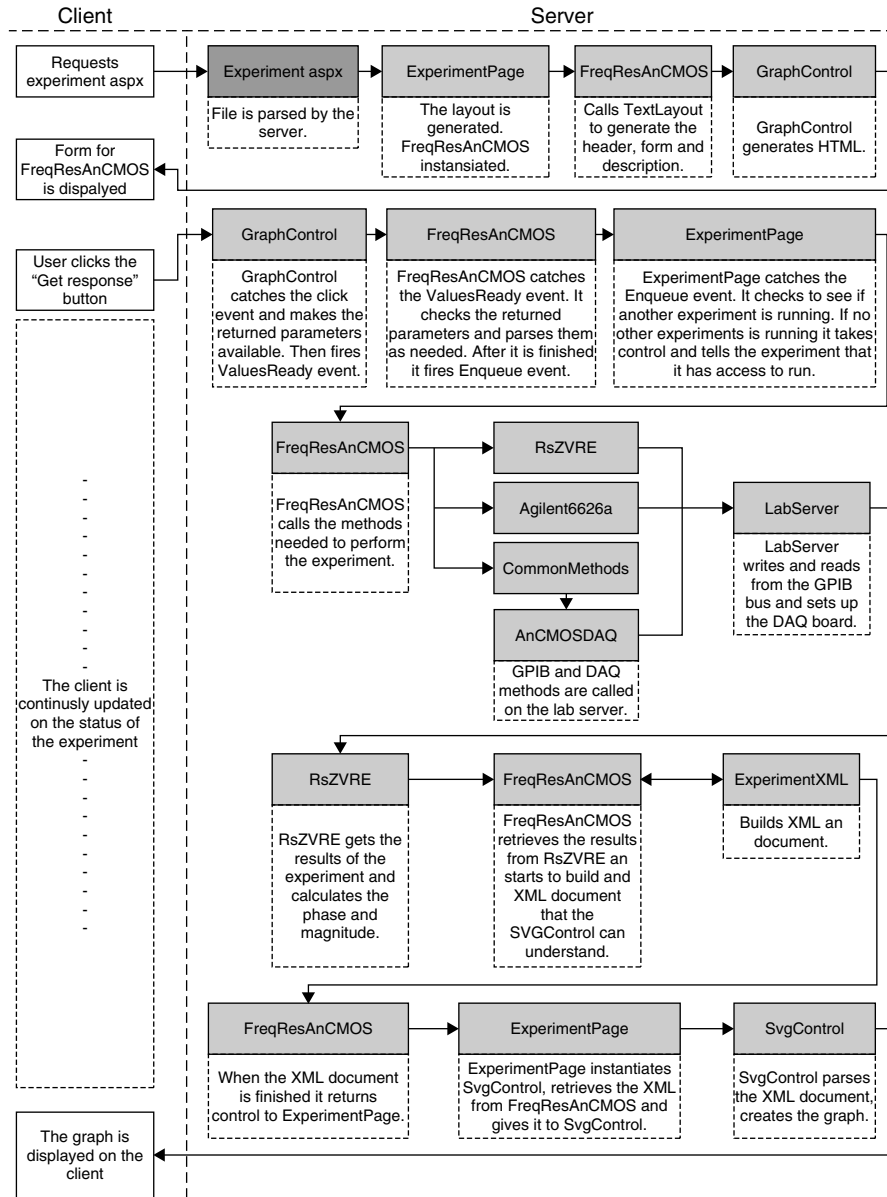 Client
Server
Requests
experiment aspx
Experiment aspx
File is parsed by the
server.
ExperimentPage
The layout is
generated.
FreqResAnCMOS
instansiated.
FreqResAnCMOS
Calls TextLayout
to generate the
header, form and
description.
GraphControl
GraphControl
generates HTML.
Form for
FreqResAnCMOS
is dispalyed
User clicks the
“Get response”
button
GraphControl
GraphControl
catches the click
event and makes the
returned parameters
available. Then fires
ValuesReady event.
FreqResAnCMOS
FreqResAnCMOS catches
the ValuesReady event. It
checks the returned
parameters and parses them
as needed. After it is finished
it fires Enqueue event.
ExperimentPage
ExperimentPage catches the
Enqueue event. It checks to see if
another experiment is running. If no
other experiments is running it takes
control and tells the experiment that
it has access to run.
FreqResAnCMOS
FreqResAnCMOS
calls the methods
needed to perform
the experiment.
RsZVRE
Agilent6626a
CommonMethods
AnCMOSDAQ
GPIB and DAQ
methods are called
on the lab server.
LabServer
LabServer
writes and reads
from the GPIB
bus and sets up
the DAQ board.
The client is
continusly updated
on the status of
the experiment
RsZVRE
RsZVRE gets the
results of the
experiment and
calculates the
phase and
magnitude.
FreqResAnCMOS
FreqResAnCMOS
retrieves the results
from RsZVRE an
starts to build and
XML document
that the
SVGControl can
understand.
ExperimentXML
Builds XML an
document.
FreqResAnCMOS
When the XML document
is finished it returns
control to ExperimentPage.
ExperimentPage
ExperimentPage instantiates
SvgControl, retrieves the XML
from FreqResAnCMOS and
gives it to SvgControl.
SvgControl
SvgControl parses
the XML document,
creates the graph.
The graph is
displayed on the
client